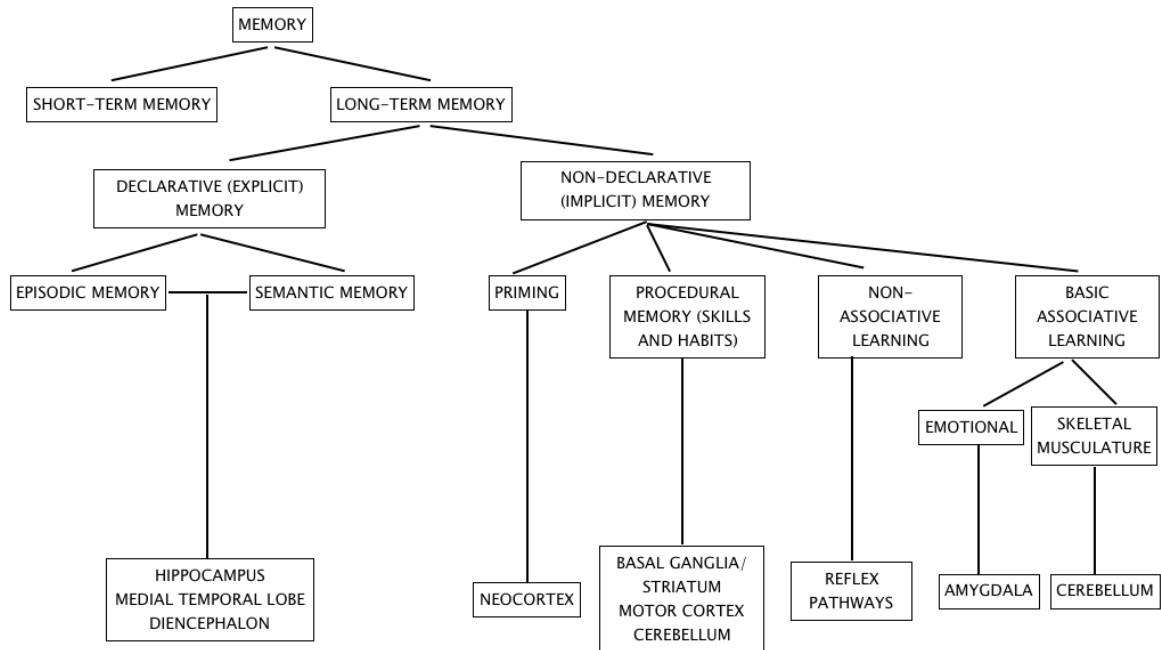 MEMORY
SHORT-TERM MEMORY
LONG-TERM MEMORY
DECLARATIVE (EXPLICIT)
MEMORY
NON-DECLARATIVE
(IMPLICIT) MEMORY
EPISODIC MEMORY
SEMANTIC MEMORY
PRIMING
PROCEDURAL
MEMORY (SKILLS
AND HABITS)
NON-
ASSOCIATIVE
LEARNING
BASIC
ASSOCIATIVE
LEARNING
EMOTIONAL
SKELETAL
MUSCULATURE
HIPPOCAMPUS
MEDIAL TEMPORAL LOBE
DIENCEPHALON
NEOCORTEX
BASAL GANGLIA/
STRIATUM
MOTOR CORTEX
CEREBELLUM
REFLEX
PATHWAYS
AMYGDALA
CEREBELLUM